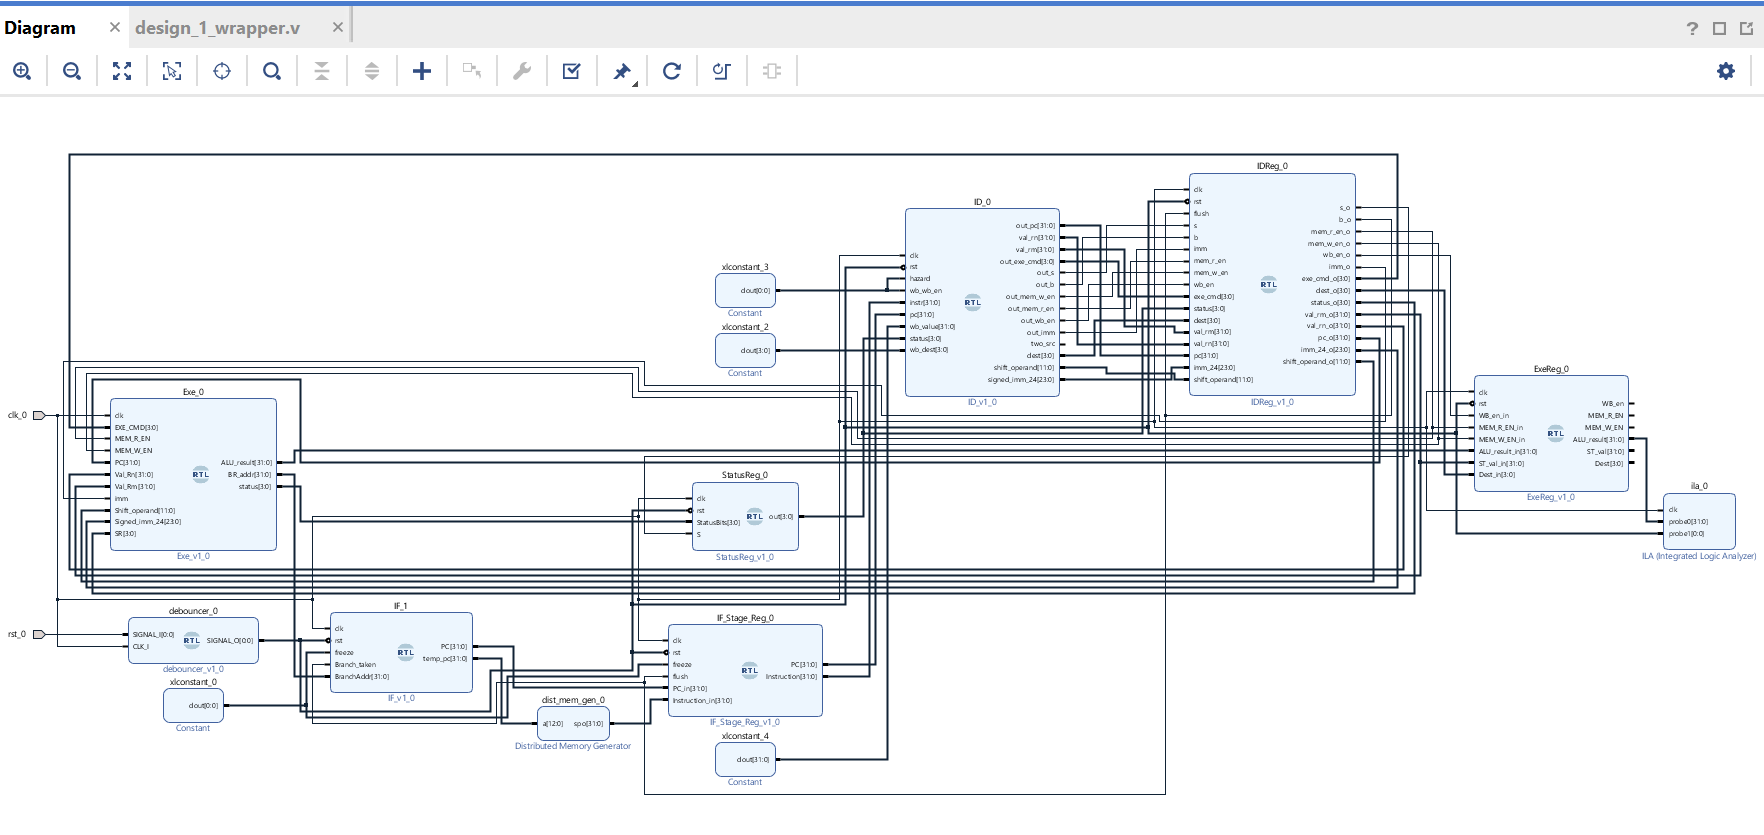 Diagram
design_1_wrapper.v
IDReg_0
clk
rst
flush
s
b
imm
mem_r_en
mem_w_en
wb_en
exe_cmd[3:0]
status[3:0]
dest[3:0]
val_rm[31:0]
val_rn[31:0]
pc[31:0]
imm_24[23:0]
shift_operand[11:0]
s_o
b_o
mem_r_en_o
mem_w_en_o
wb_en_o
imm_o
exe_cmd_o[3:0]
dest_o[3:0]
status_o[3:0]
val_rm_o[31:0]
val_rn_o[31:0]
pc_o[31:0]
imm_24_o[23:0]
shift_operand_o[11:0]
RTL
IDReg_v1_0
ID_0
clk
rst
hazard
wb_wb_en
instr[31:0]
pc[31:0]
wb_value[31:0]
status[3:0]
wb_dest[3:0]
out_pc[31:0]
val_rn[31:0]
val_rm[31:0]
out_exe_cmd[3:0]
out_s
out_b
out_mem_w_en
out_mem_r_en
out_wb_en
out_imm
two_src
dest[3:0]
shift_operand[11:0]
signed_imm_24[23:0]
RTL
ID_v1_0
xlconstant_3
dout[0:0]
Constant
xlconstant_2
dout[3:0]
Constant
ExeReg_0
clk
rst
WB_en_in
MEM_R_EN_in
MEM_W_EN_in
ALU_result_in[31:0]
ST_val_in[31:0]
Dest_in[3:0]
WB_en
MEM_R_EN
MEM_W_EN
ALU_result[31:0]
ST_val[31:0]
Dest[3:0]
RTL
ExeReg_v1_0
Exe_0
clk_0
clk
EXE_CMD[3:0]
MEM_R_EN
MEM_W_EN
PC[31:0]
Val_Rn[31:0]
Val_Rm[31:0]
imm
Shift_operand[11:0]
Signed_imm_24[23:0]
SR[3:0]
ALU_result[31:0]
BR_addr[31:0]
status[3:0]
RTL
Exe_v1_0
StatusReg_0
clk
rst
StatusBits[3:0]
S
out[3:0]
RTL
StatusReg_v1_0
ila_0
clk
probe0[31:0]
probe1[0:0]
ILA (Integrated Logic Analyzer)
debouncer_0
rst_0
SIGNAL_I[0:0]
CLK_I
SIGNAL_O[0:0]
RTL
debouncer_v1_0
xlconstant_0
dout[0:0]
Constant
IF_1
clk
rst
freeze
Branch_taken
BranchAddr[31:0]
PC[31:0]
temp_pc[31:0]
RTL
IF_v1_0
IF_Stage_Reg_0
clk
rst
freeze
flush
PC_in[31:0]
Instruction_in[31:0]
PC[31:0]
Instruction[31:0]
RTL
IF_Stage_Reg_v1_0
dist_mem_gen_0
a[12:0]
spo[31:0]
Distributed Memory Generator
xlconstant_4
dout[31:0]
Constant